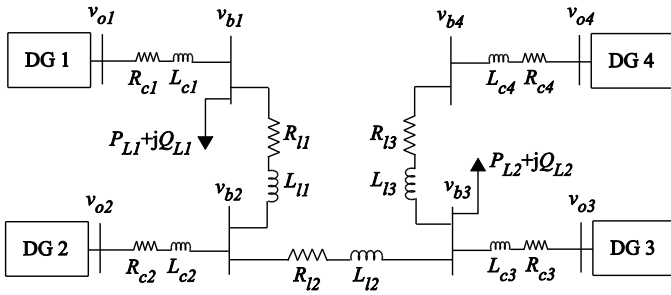 v_o1 v_b1 v_b4 v_o4
DG 1 DG 4
R_c1 L_c1 L_c4 R_c4
R_l1 R_l3
P_L1+jQ_L1 P_L2+jQ_L2
L_l1 L_l3
v_o2 v_b2 v_b3 v_o3
DG 2 DG 3
R_c2 L_c2 R_l2 L_l2 L_c3 R_c3